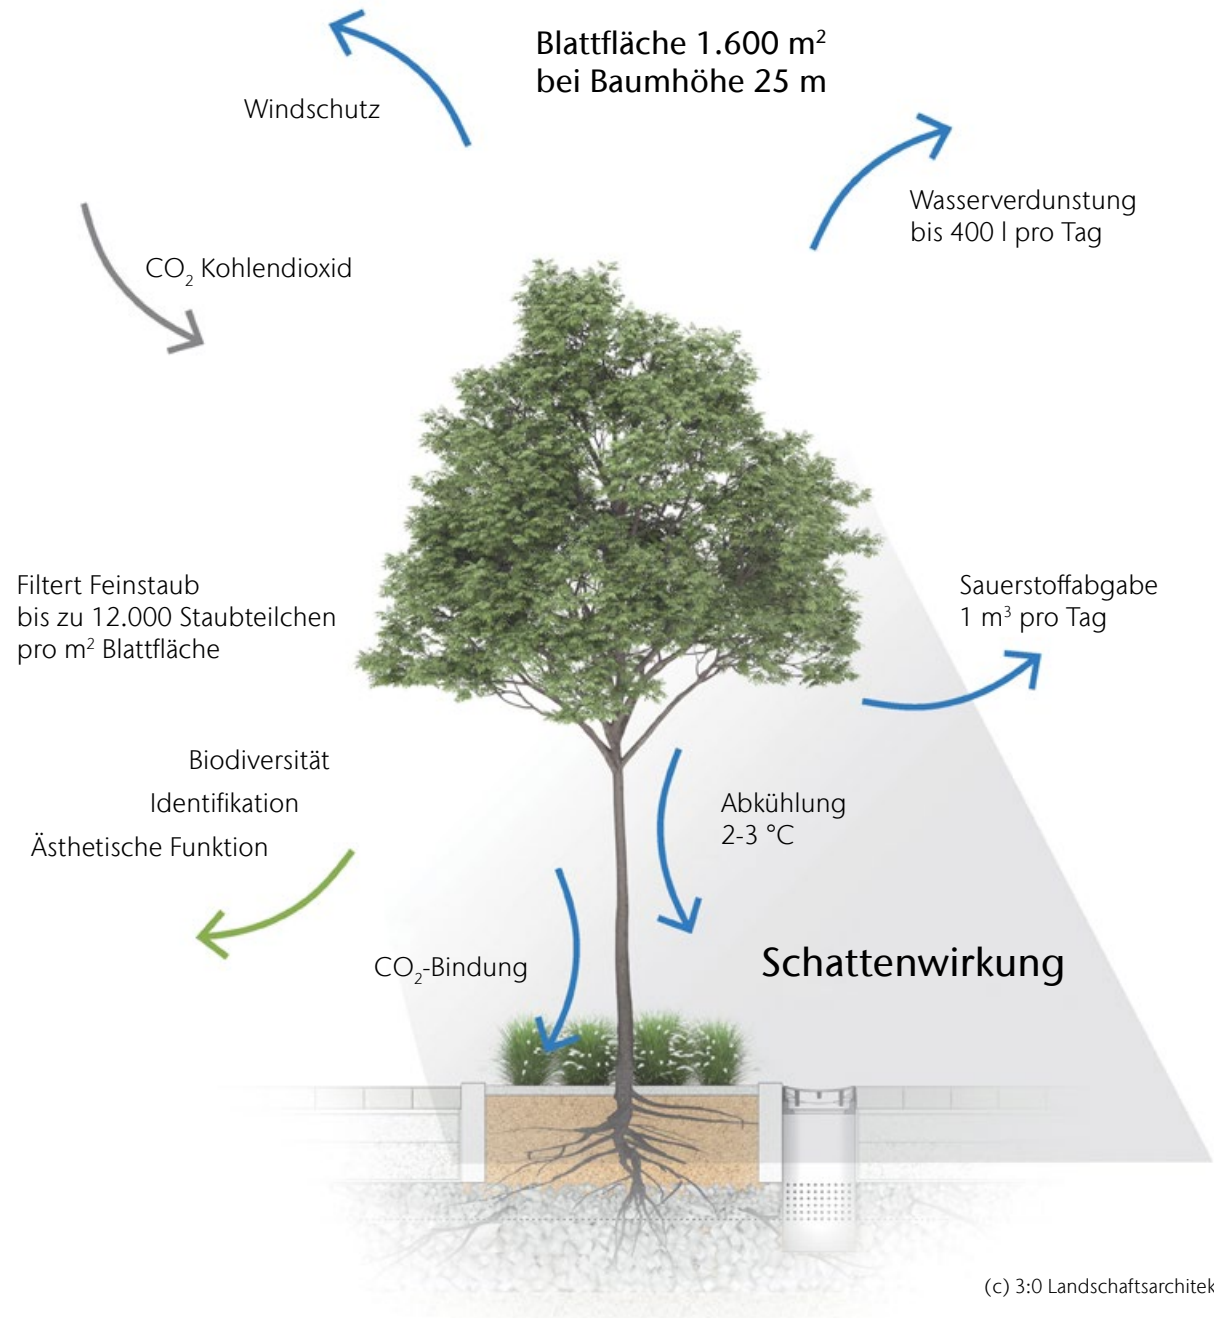 Blattfläche 1.600 m²
bei Baumhöhe 25 m
Windschutz
Wasserverdunstung
bis 400 l pro Tag
CO₂ Kohlendioxid
Filtert Feinstaub
bis zu 12.000 Staubteilchen
pro m² Blattfläche
Sauerstoffabgabe
1 m³ pro Tag
Biodiversität
Identifikation
Ästhetische Funktion
Abkühlung
2-3 °C
CO₂-Bindung
Schattenwirkung
(c) 3:0 Landschaftsarchitek